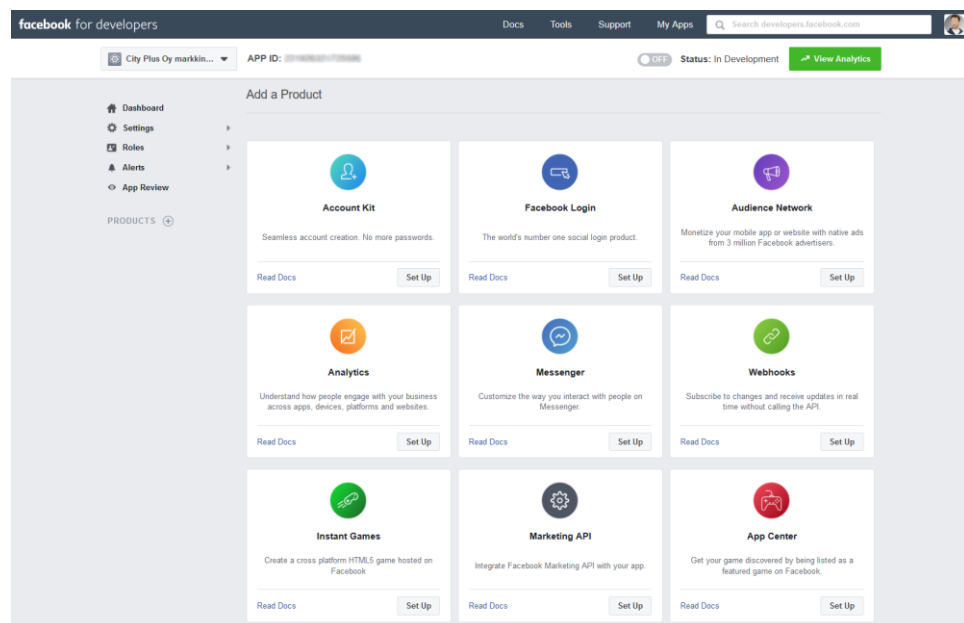 facebook for developers
Docs Tools Support My Apps Search developers.facebook.com
City Plus Oy markkin... APP ID: OFF Status: In Development View Analytics
Add a Product
Dashboard
Settings
Roles
Alerts
App Review
PRODUCTS
Account Kit
Seamless account creation. No more passwords.
Read Docs Set Up
Facebook Login
The world's number one social login product.
Read Docs Set Up
Audience Network
Monetize your mobile app or website with native ads
from 3 million Facebook advertisers.
Read Docs Set Up
Analytics
Understand how people engage with your business
across apps, devices, platforms and websites.
Read Docs Set Up
Messenger
Customize the way you interact with people on
Messenger.
Read Docs Set Up
Webhooks
Subscribe to changes and receive updates in real
time without calling the API.
Read Docs Set Up
Instant Games
Create a cross platform HTML5 game hosted on
Facebook
Read Docs Set Up
Marketing API
Integrate Facebook Marketing API with your app.
Read Docs Set Up
App Center
Get your game discovered by being listed as a
featured game on Facebook.
Read Docs Set Up